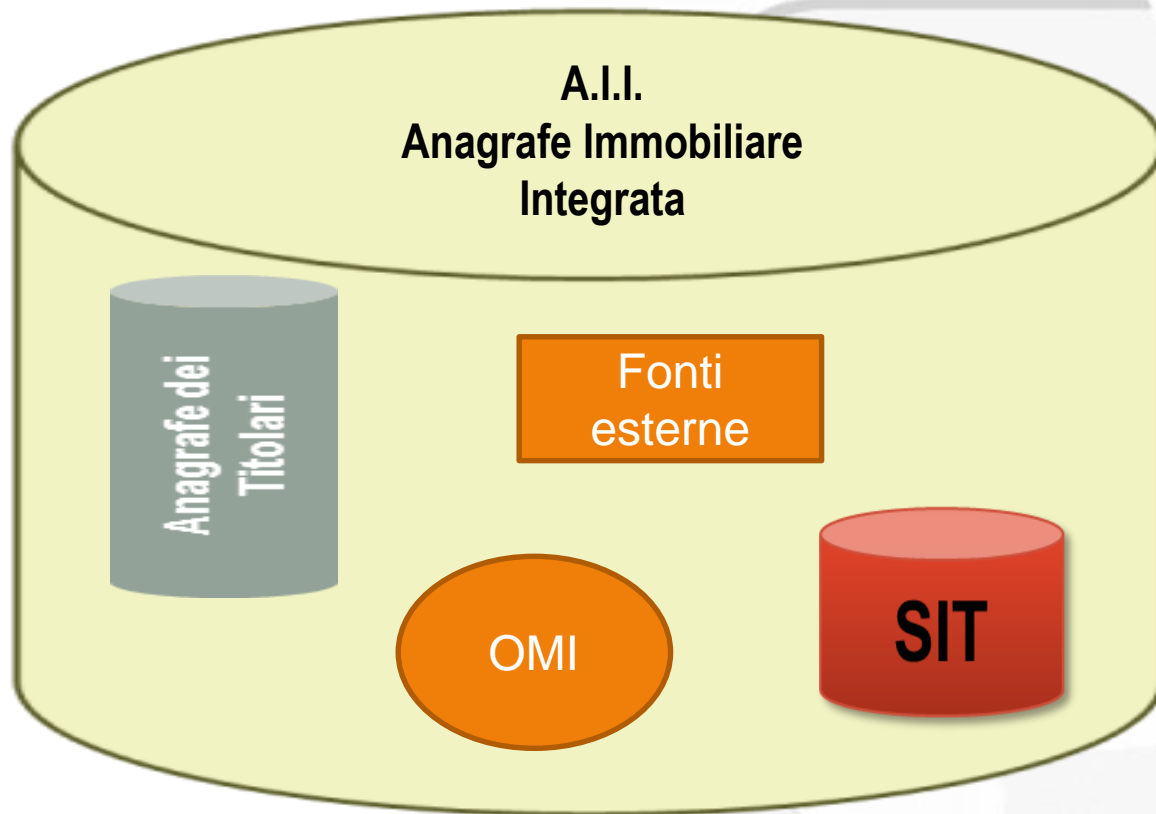 A.I.I.
Anagrafe Immobiliare
Integrata
Anagrafe dei
Titolari
Fonti
esterne
OMI
SIT